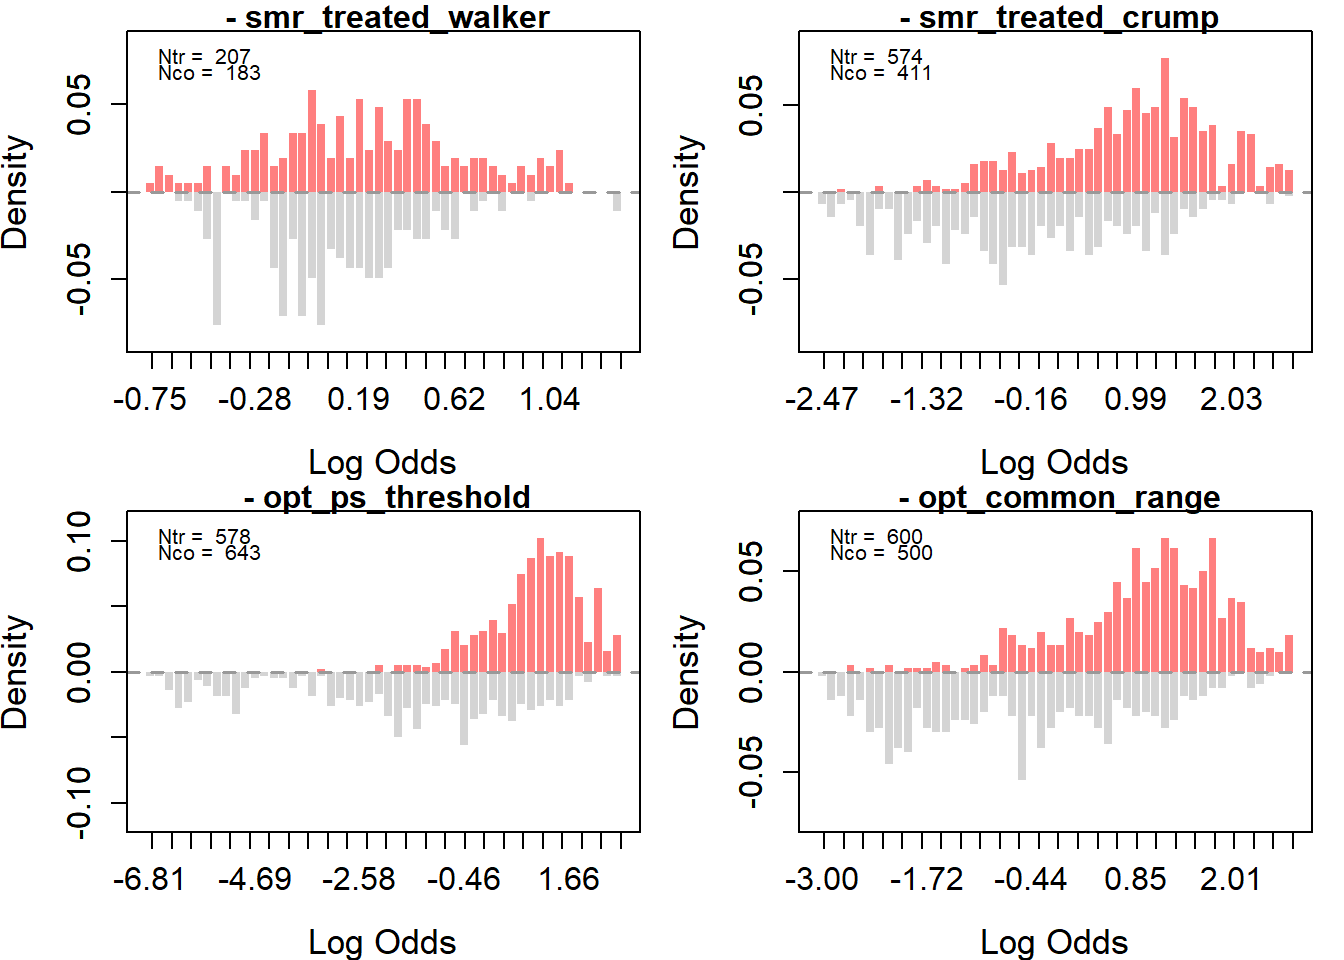 - smr_treated_walker
Ntr = 207
Nco = 183
0.05
-0.05
Density
-0.75 -0.28 0.19 0.62 1.04
Log Odds
- smr_treated_crump
Ntr = 574
Nco = 411
0.05
-0.05
Density
-2.47 -1.32 -0.16 0.99 2.03
Log Odds
- opt_ps_threshold
Ntr = 578
Nco = 643
0.10
0.00
-0.10
Density
-6.81 -4.69 -2.58 -0.46 1.66
Log Odds
- opt_common_range
Ntr = 600
Nco = 500
0.05
0.00
-0.05
Density
-3.00 -1.72 -0.44 0.85 2.01
Log Odds